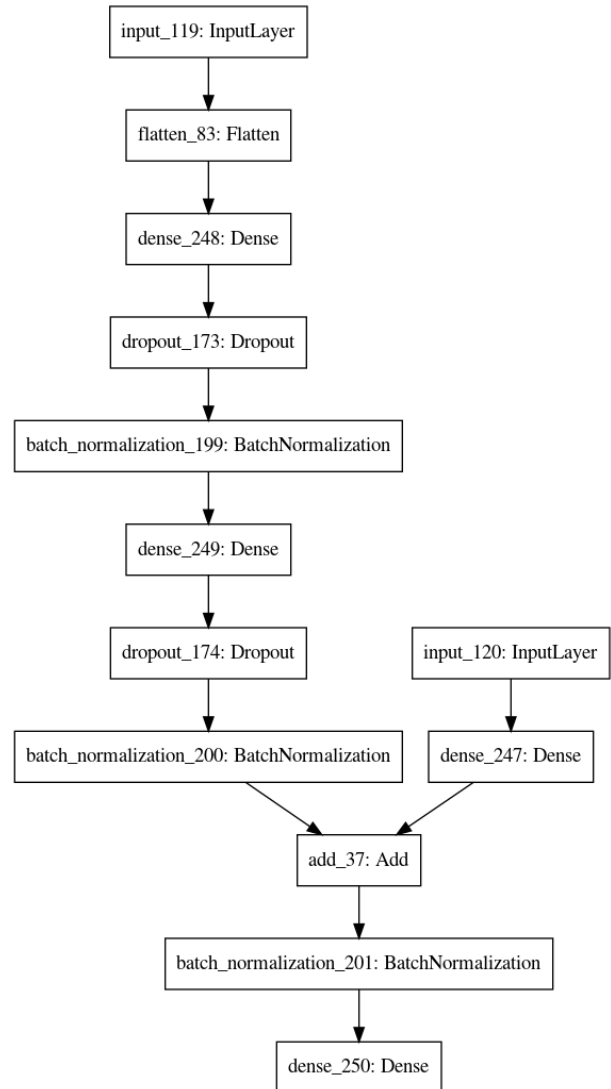 input_119: InputLayer
flatten_83: Flatten
dense_248: Dense
dropout_173: Dropout
batch_normalization_199: BatchNormalization
dense_249: Dense
dropout_174: Dropout
input_120: InputLayer
batch_normalization_200: BatchNormalization
dense_247: Dense
add_37: Add
batch_normalization_201: BatchNormalization
dense_250: Dense